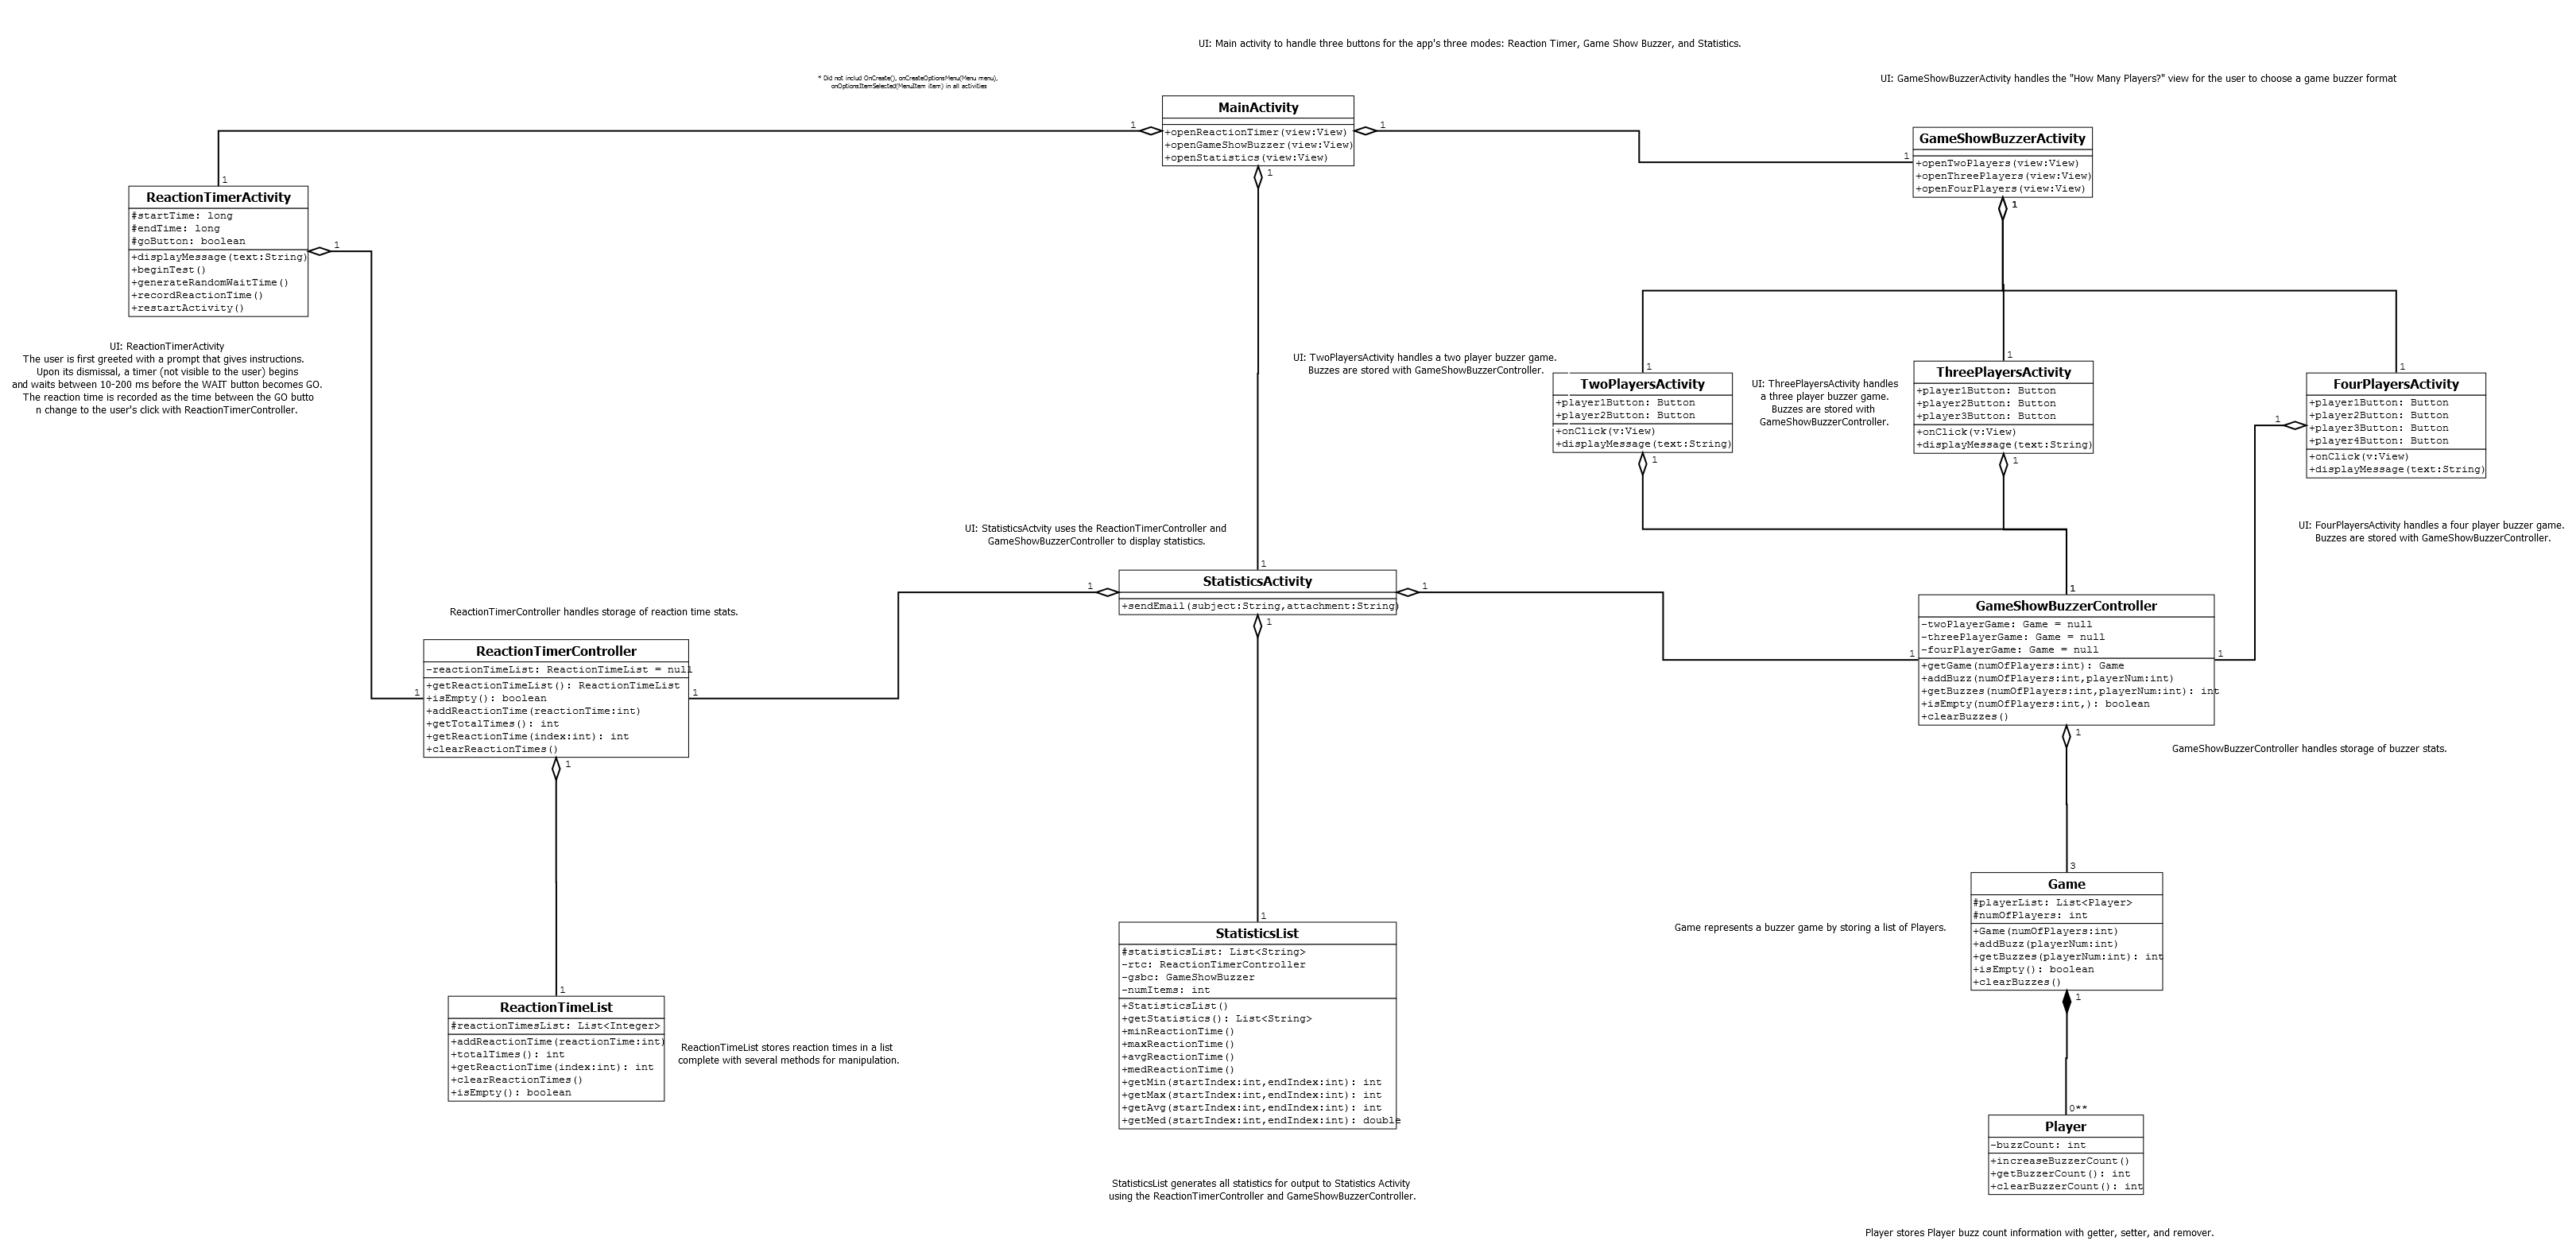 UI: Main activity to handle three buttons for the app's three modes: Reaction Timer, Game Show Buzzer, and Statistics.
* Did not includ OnCreate(), onCreateOptionsMenu(Menu menu),
onOptionsItemSelected(MenuItem item) in all activities
UI: GameShowBuzzerActivity handles the "How Many Players?" view for the user to choose a game buzzer format
MainActivity
+openReactionTimer(view:View)
+openGameShowBuzzer(view:View)
+openStatistics(view:View)
1
1
1
GameShowBuzzerActivity
+openTwoPlayers(view:View)
+openThreePlayers(view:View)
+openFourPlayers(view:View)
1
1
1
ReactionTimerActivity
#startTime: long
#endTime: long
#goButton: boolean
+displayMessage(text:String)
+beginTest()
+generateRandomWaitTime()
+recordReactionTime()
+restartActivity()
1
UI: ReactionTimerActivity
The user is first greeted with a prompt that gives instructions.
Upon its dismissal, a timer (not visible to the user) begins
and waits between 10-200 ms before the WAIT button becomes GO.
The reaction time is recorded as the time between the GO butto
n change to the user's click with ReactionTimerController.
UI: TwoPlayersActivity handles a two player buzzer game.
Buzzes are stored with GameShowBuzzerController.
1
TwoPlayersActivity
+player1Button: Button
+player2Button: Button
+onClick(v:View)
+displayMessage(text:String)
1
UI: ThreePlayersActivity handles
a three player buzzer game.
Buzzes are stored with
GameShowBuzzerController.
1
ThreePlayersActivity
+player1Button: Button
+player2Button: Button
+player3Button: Button
+onClick(v:View)
+displayMessage(text:String)
1
1
FourPlayersActivity
+player1Button: Button
+player2Button: Button
+player3Button: Button
+player4Button: Button
+onClick(v:View)
+displayMessage(text:String)
1
UI: FourPlayersActivity handles a four player buzzer game.
Buzzes are stored with GameShowBuzzerController.
UI: StatisticsActvity uses the ReactionTimerController and
GameShowBuzzerController to display statistics.
1
StatisticsActivity
+sendEmail(subject:String,attachment:String)
1
1
1
ReactionTimerController handles storage of reaction time stats.
ReactionTimerController
-reactionTimeList: ReactionTimeList = null
+getReactionTimeList(): ReactionTimeList
+isEmpty(): boolean
+addReactionTime(reactionTime:int)
+getTotalTimes(): int
+getReactionTime(index:int): int
+clearReactionTimes()
1
1
1
1
GameShowBuzzerController
-twoPlayerGame: Game = null
-threePlayerGame: Game = null
-fourPlayerGame: Game = null
+getGame(numOfPlayers:int): Game
+addBuzz(numOfPlayers:int,playerNum:int)
+getBuzzes(numOfPlayers:int,playerNum:int): int
+isEmpty(numOfPlayers:int,): boolean
+clearBuzzes()
1
1
1
GameShowBuzzerController handles storage of buzzer stats.
3
Game
#playerList: List<Player>
#numOfPlayers: int
+Game(numOfPlayers:int)
+addBuzz(playerNum:int)
+getBuzzes(playerNum:int): int
+isEmpty(): boolean
+clearBuzzes()
1
Game represents a buzzer game by storing a list of Players.
1
StatisticsList
#statisticsList: List<String>
-rtc: ReactionTimerController
-gsbc: GameShowBuzzer
-numItems: int
+StatisticsList()
+getStatistics(): List<String>
+minReactionTime()
+maxReactionTime()
+avgReactionTime()
+medReactionTime()
+getMin(startIndex:int,endIndex:int): int
+getMax(startIndex:int,endIndex:int): int
+getAvg(startIndex:int,endIndex:int): int
+getMed(startIndex:int,endIndex:int): double
1
ReactionTimeList
#reactionTimesList: List<Integer>
+addReactionTime(reactionTime:int)
+totalTimes(): int
+getReactionTime(index:int): int
+clearReactionTimes()
+isEmpty(): boolean
ReactionTimeList stores reaction times in a list
complete with several methods for manipulation.
0**
Player
-buzzCount: int
+increaseBuzzerCount()
+getBuzzerCount(): int
+clearBuzzerCount(): int
StatisticsList generates all statistics for output to Statistics Activity
using the ReactionTimerController and GameShowBuzzerController.
Player stores Player buzz count information with getter, setter, and remover.